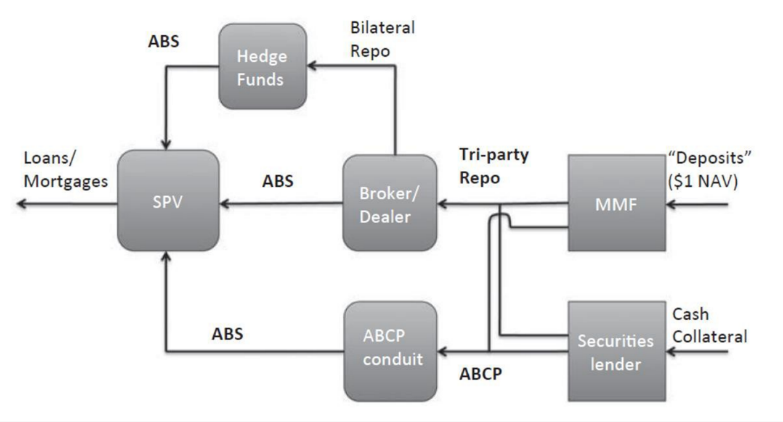 ABS
Hedge
Funds
Bilateral
Repo
Loans/
Mortgages
SPV
ABS
Broker/
Dealer
Tri-party
Repo
MMF
“Deposits”
($1 NAV)
ABS
ABCP
conduit
ABCP
Securities
lender
Cash
Collateral